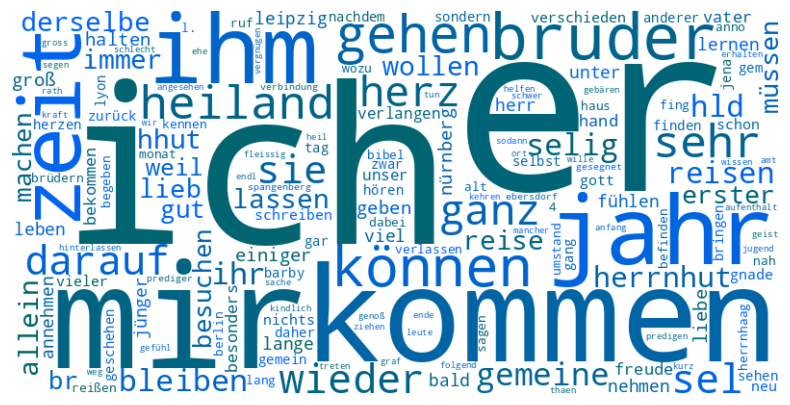 derselbe ihm ruf leipzig nachdem sondern verschieden anderer vater
gross schlecht l. ehe vergnügen immer gehen bruder lernen anno
segen halten wozu unter jena gem müssen
groß rath angesehen verbindung wollen herr haus erhalten
zeit kraft lyon heiland herz tun helfen schwer gebären fing hld
machen herzen zurück wir kennen verlangen ort hand finden schon
brüdern hhut fleissig heil tag nürnberg er selig sehr
bekommen monat weil endl sie bibel zwar selbst sodann wille wissen amt
ich begeben spangenberg unser gott gesegnet reisen
lieb lassen hören alt kehren ebersdorf erster
leben gut schreiben geben ganz 4 fühlen aufenthalt
hinterlassen gar dabei viel verlassen mancher umstand gang anfang bringen geist
darauf einiger reise jahr befinden jugend nah
vieler prediger ihr barby können herrnhut gnade
allein annehmen jünger besuchen sache kindlich
mir nichts genoß ende kommen liebe predigen herrnhaag
geschehen gefühl berlin besonders daher lange ziehen leute sagen
gemein weg treten graf folgend freude kurz sehen
br reißen bleiben lang wieder bald gemeine thaen nehmen sel neu